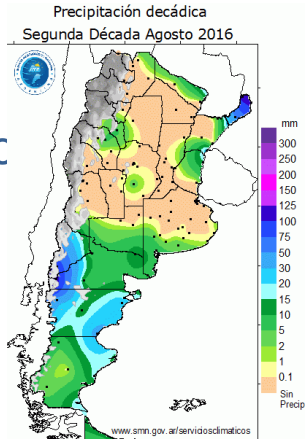 Precipitación decádica
Segunda Década Agosto 2016
C
mm
300
250
200
150
125
100
75
50
30
20
15
10
5
2
1
0.1
Sin
Precip
www.smn.gov.ar/serviciosclimaticos